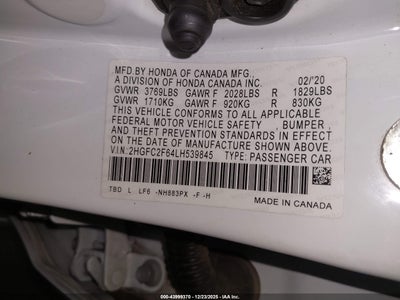 MFD.BY HONDA OF CANADA MFG.,
A DIVISION OF HONDA CANADA INC. 02/'20
GVWR 3769LBS GAWR F 2028LBS R 1829LBS
GVWR 1710KG GAWR F 920KG R 830KG
THIS VEHICLE CONFORMS TO ALL APPLICABLE
FEDERAL MOTOR VEHICLE SAFETY, BUMPER,
AND THEFT PREVENTION STANDARDS IN EFFECT
ON THE DATE OF MANUFACTURE SHOWN ABOVE.
V.I.N:2HGFC2F64LH539845 TYPE: PASSENGER CAR
TBD L LF6 -NH883PX -F -H
MADE IN CANADA
000-43999370 - 12/23/2025 - IAA Inc.